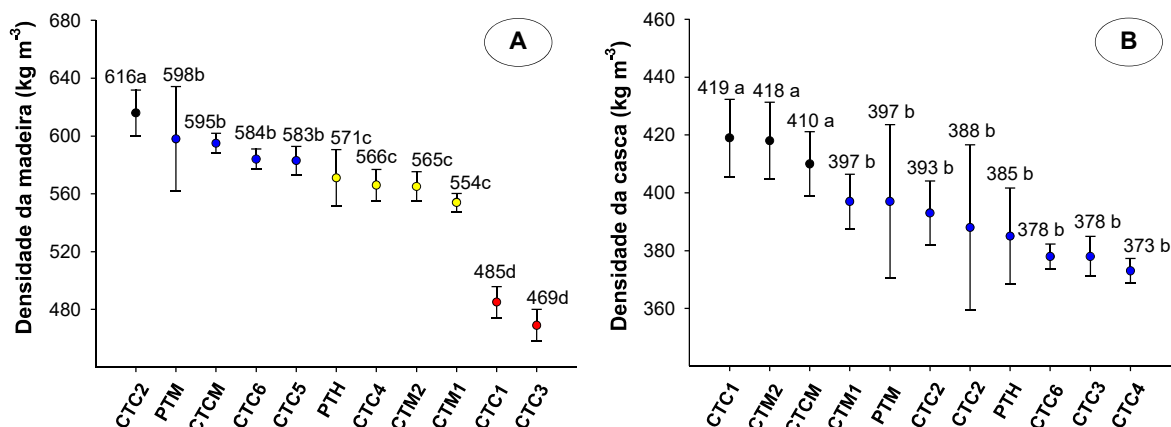 A
Densidade da madeira (kg m⁻³)
680
640
600
560
520
480
616a
598b
595b
584b
583b
571c
566c
565c
554c
485d
469d
CTC2
PTM
CTCM
CTC6
CTC5
PTH
CTC4
CTM2
CTM1
CTC1
CTC3
B
Densidade da casca (kg m⁻³)
460
440
420
400
380
360
419 a
418 a
410 a
397 b
397 b
393 b
388 b
385 b
378 b
378 b
373 b
CTC1
CTM2
CTCM
CTM1
PTM
CTC2
CTC2
PTH
CTC6
CTC3
CTC4